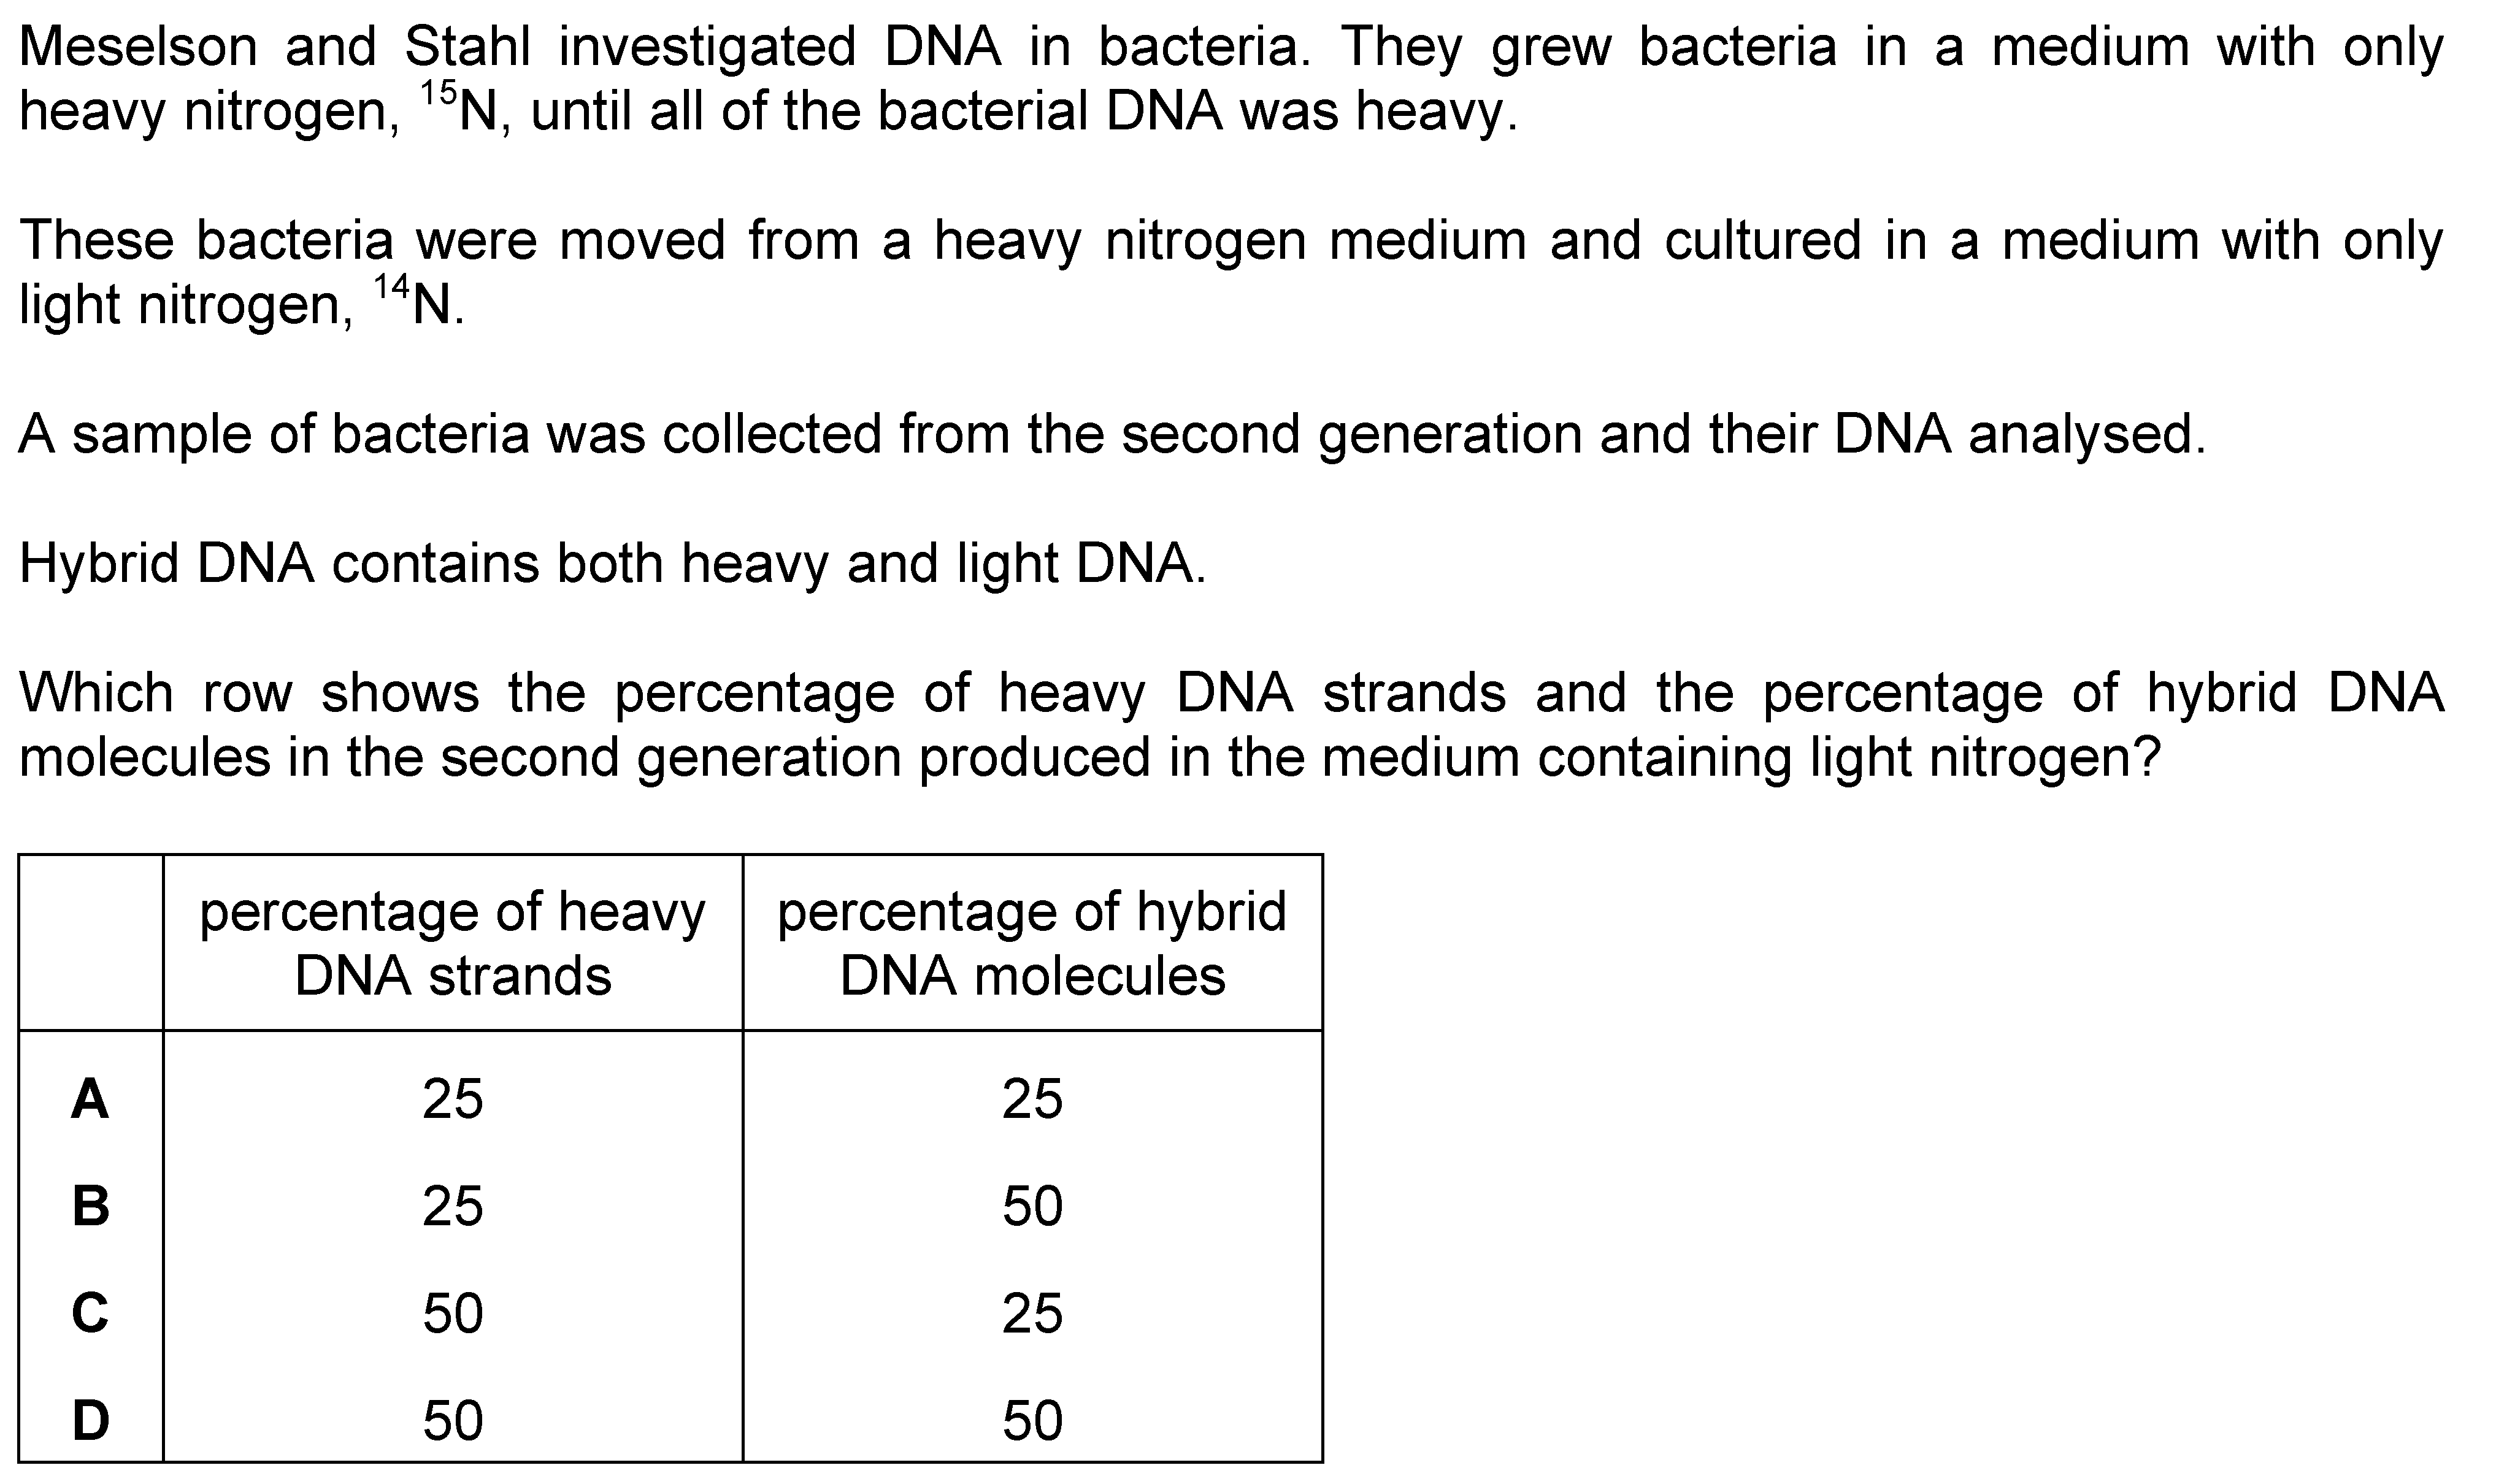 Meselson and Stahl investigated DNA in bacteria. They grew bacteria in a medium with only
heavy nitrogen, ¹⁵N, until all of the bacterial DNA was heavy.
These bacteria were moved from a heavy nitrogen medium and cultured in a medium with only
light nitrogen, ¹⁴N.
A sample of bacteria was collected from the second generation and their DNA analysed.
Hybrid DNA contains both heavy and light DNA.
Which row shows the percentage of heavy DNA strands and the percentage of hybrid DNA
molecules in the second generation produced in the medium containing light nitrogen?
percentage of heavy percentage of hybrid
DNA strands DNA molecules
A 25 25
B 25 50
C 50 25
D 50 50